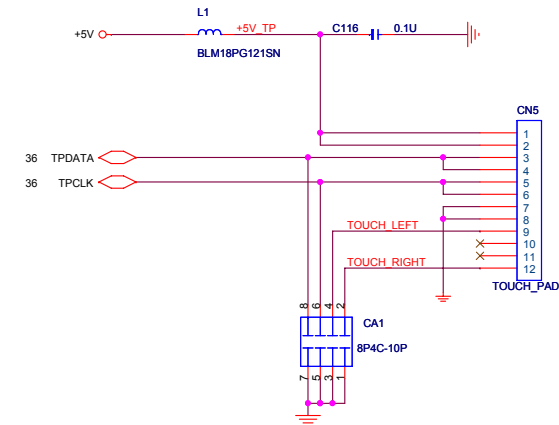 L1
+5V
+5V_TP
C116
0.1U
BLM18PG121SN
CN5
1
2
36 TPDATA
3
4
36 TPCLK
5
6
7
8
TOUCH_LEFT
9
10
11
TOUCH_RIGHT
12
TOUCH_PAD
8 6 4 2
CA1
8P4C-10P
7 5 3 1